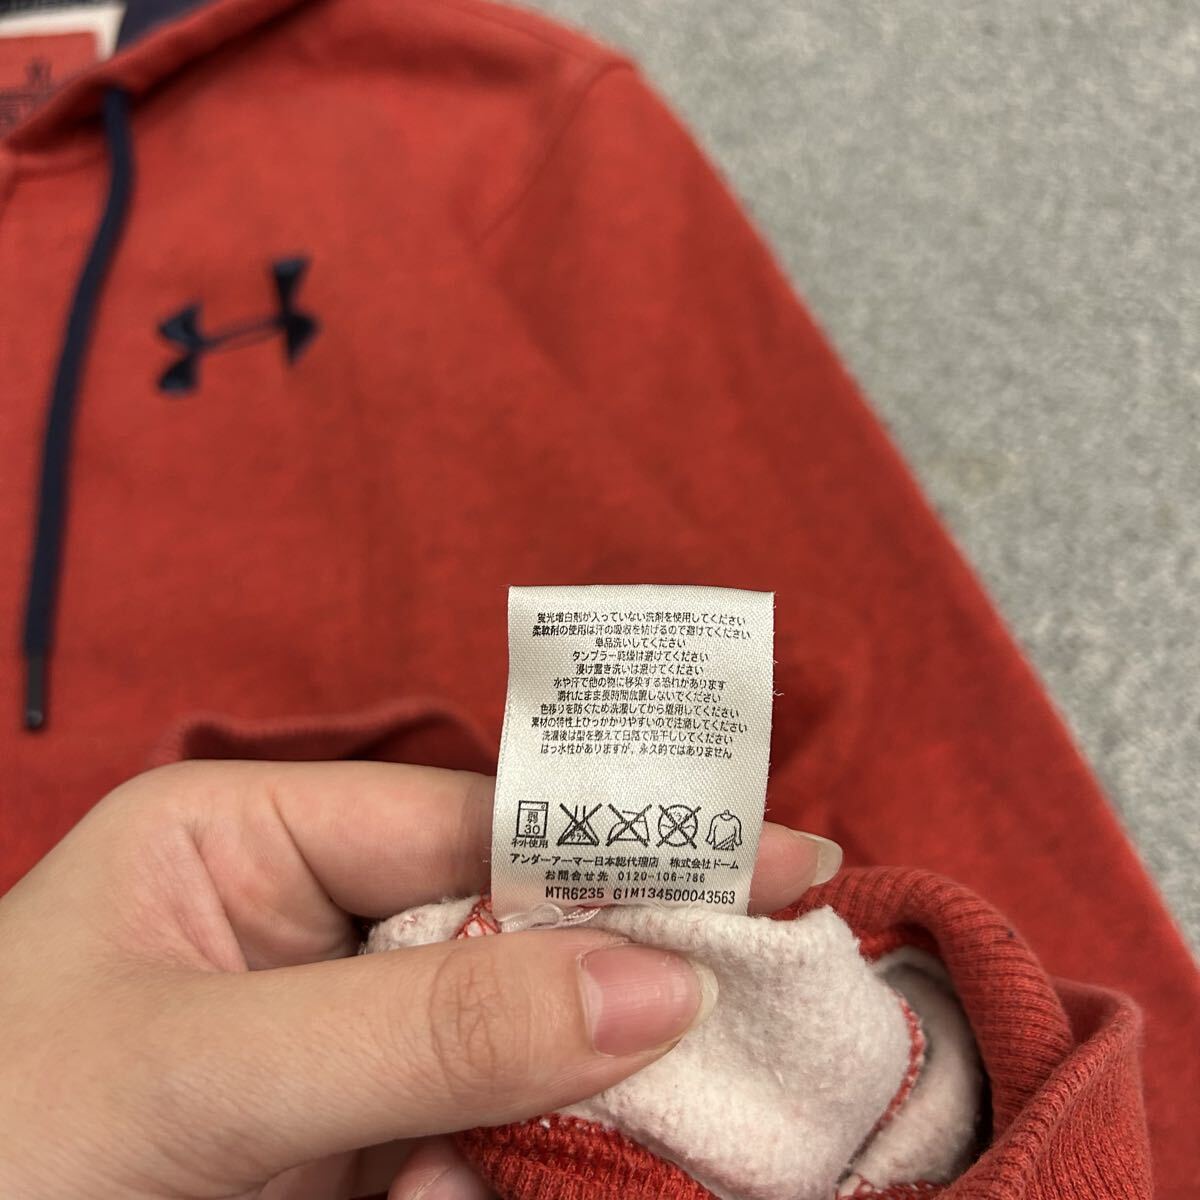 XL
蛍光増白剤が入っていない洗剤を使用してください
柔軟剤の使用は汗の吸収を妨げるので避けてください
単品洗いしてください
タンブラー乾燥は避けてください
浸け置き洗いは避けてください
水や汗で他の物に移染する恐れがあります
濡れたまま長時間放置しないでください
色移りを防ぐため洗濯してから着用してください
素材の特性上ひっかかりやすいので注意してください
洗濯後は型を整えて日陰で吊干ししてください
はっ水性がありますが、永久的ではありません
弱
30
ネット使用
アンダーアーマー日本総代理店 株式会社ドーム
お問合せ先 0120-106-786
MTR6235 GIM134500043563